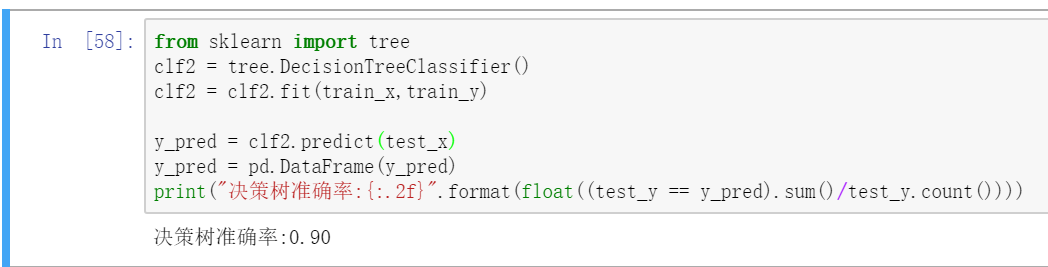 In [58]: from sklearn import tree
clf2 = tree.DecisionTreeClassifier()
clf2 = clf2.fit(train_x,train_y)
y_pred = clf2.predict(test_x)
y_pred = pd.DataFrame(y_pred)
print("决策树准确率:{:.2f}".format(float((test_y == y_pred).sum()/test_y.count())))
决策树准确率:0.90